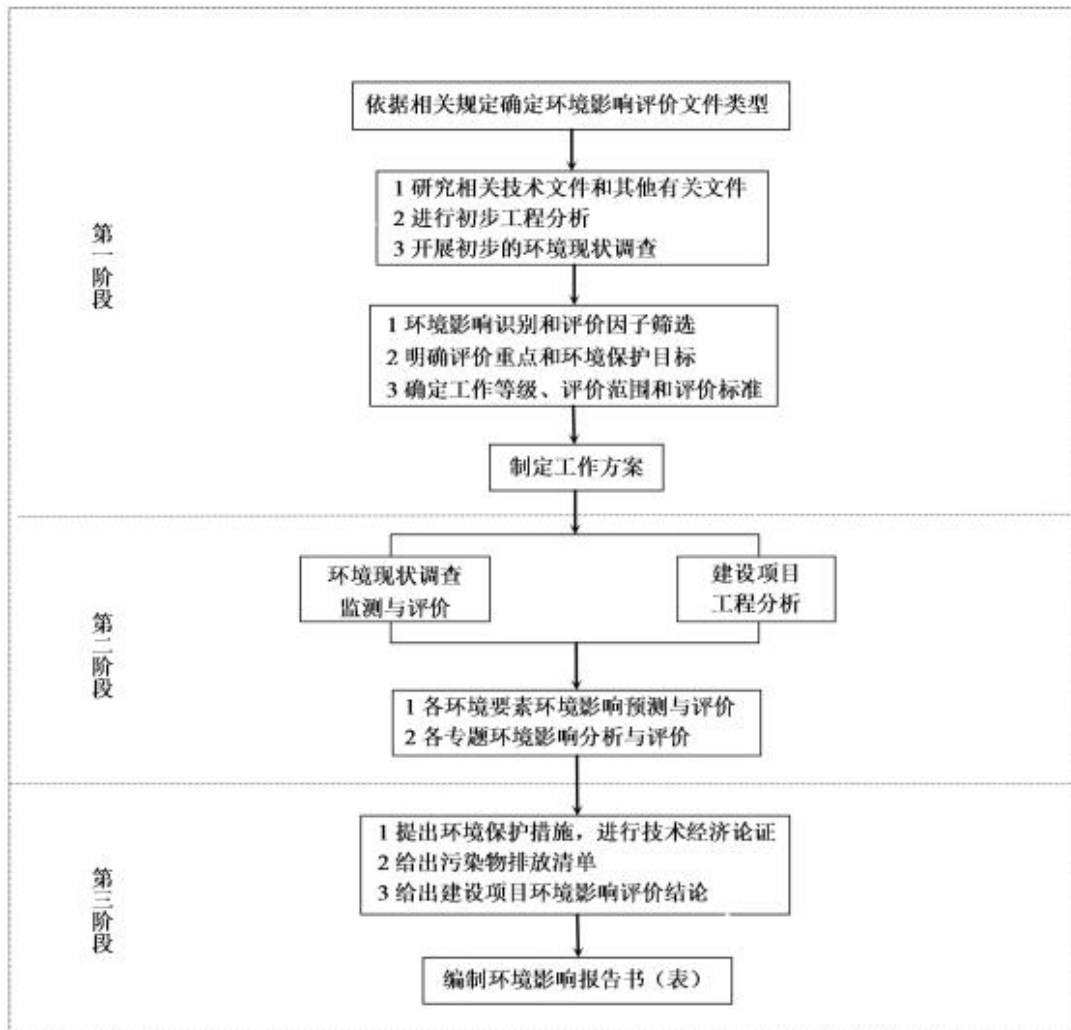 依据相关规定确定环境影响评价文件类型
1 研究相关技术文件和其他有关文件
2 进行初步工程分析
3 开展初步的环境现状调查
第一阶段
1 环境影响识别和评价因子筛选
2 明确评价重点和环境保护目标
3 确定工作等级、评价范围和评价标准
制定工作方案
第二阶段
环境现状调查
监测与评价
建设项目
工程分析
1 各环境要素环境影响预测与评价
2 各专题环境影响分析与评价
第三阶段
1 提出环境保护措施，进行技术经济论证
2 给出污染物排放清单
3 给出建设项目环境影响评价结论
编制环境影响报告书（表）